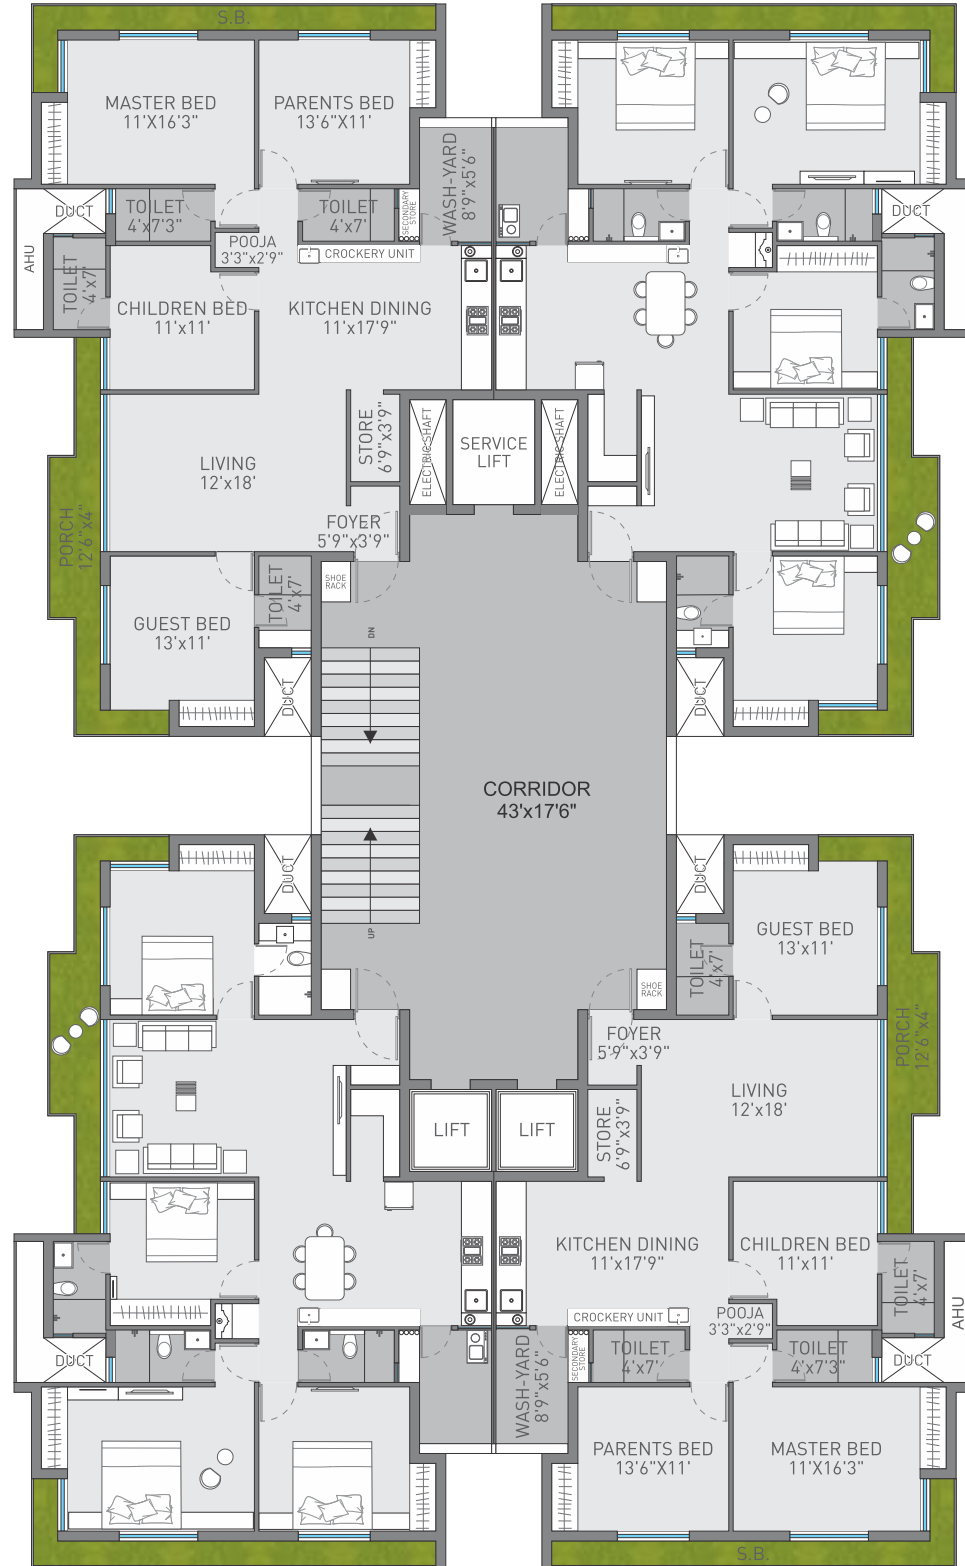 S.B.
MASTER BED
11'X16'3"
PARENTS BED
13'6"X11'
WASH-YARD
8'9"x5'6"
DUCT
TOILET
4'x7'3"
TOILET
4'x7'
SECONDARY
STORE
DUCT
AHU
POOJA
3'3"x2'9"
CROCKERY UNIT
TOILET
4'x7'
CHILDREN BED
11'x11'
KITCHEN DINING
11'x17'9"
STORE
6'9"x3'9"
ELECTRIC SHAFT
SERVICE
LIFT
ELECTRIC SHAFT
LIVING
12'x18'
PORCH
12'6"x4"
FOYER
5'9"x3'9"
SHOE
RACK
TOILET
4'x7'
GUEST BED
13'x11'
DN
DUCT
DUCT
CORRIDOR
43'x17'6"
DUCT
DUCT
UP
GUEST BED
13'x11'
TOILET
4'x7'
SHOE
RACK
FOYER
5'9"x3'9"
PORCH
12'6"x4"
LIVING
12'x18'
LIFT
LIFT
STORE
6'9"x3'9"
KITCHEN DINING
11'x17'9"
CHILDREN BED
11'x11'
TOILET
4'x7'
AHU
CROCKERY UNIT
POOJA
3'3"x2'9"
DUCT
WASH-YARD
8'9"x5'6"
SECONDARY
STORE
TOILET
4'x7'
TOILET
4'x7'3"
DUCT
PARENTS BED
13'6"X11'
MASTER BED
11'X16'3"
S.B.